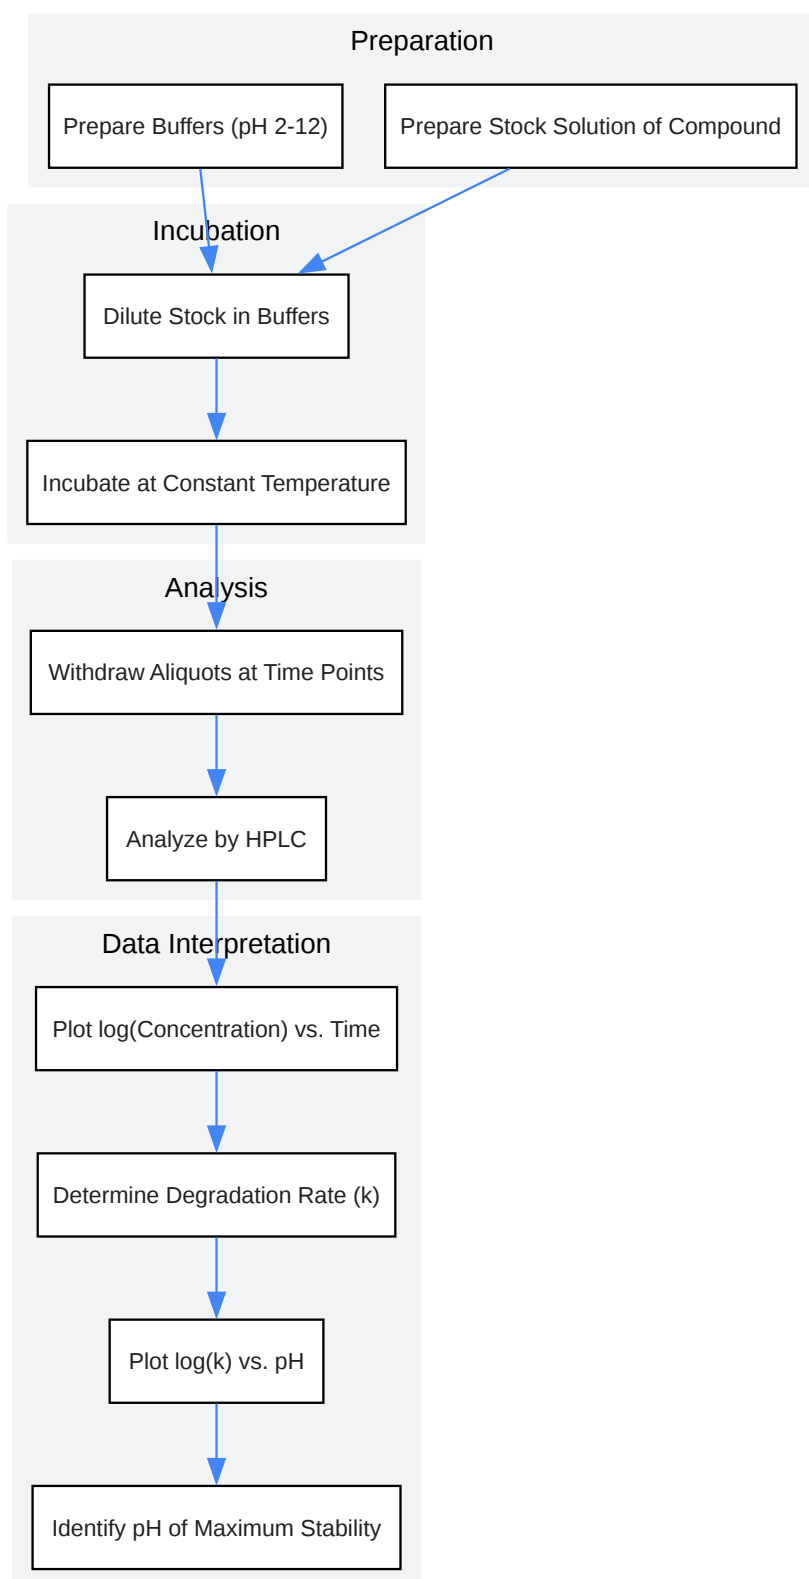 Preparation
Prepare Buffers (pH 2-12)
Prepare Stock Solution of Compound
Incubation
Dilute Stock in Buffers
Incubate at Constant Temperature
Analysis
Withdraw Aliquots at Time Points
Analyze by HPLC
Data Interpretation
Plot log(Concentration) vs. Time
Determine Degradation Rate (k)
Plot log(k) vs. pH
Identify pH of Maximum Stability